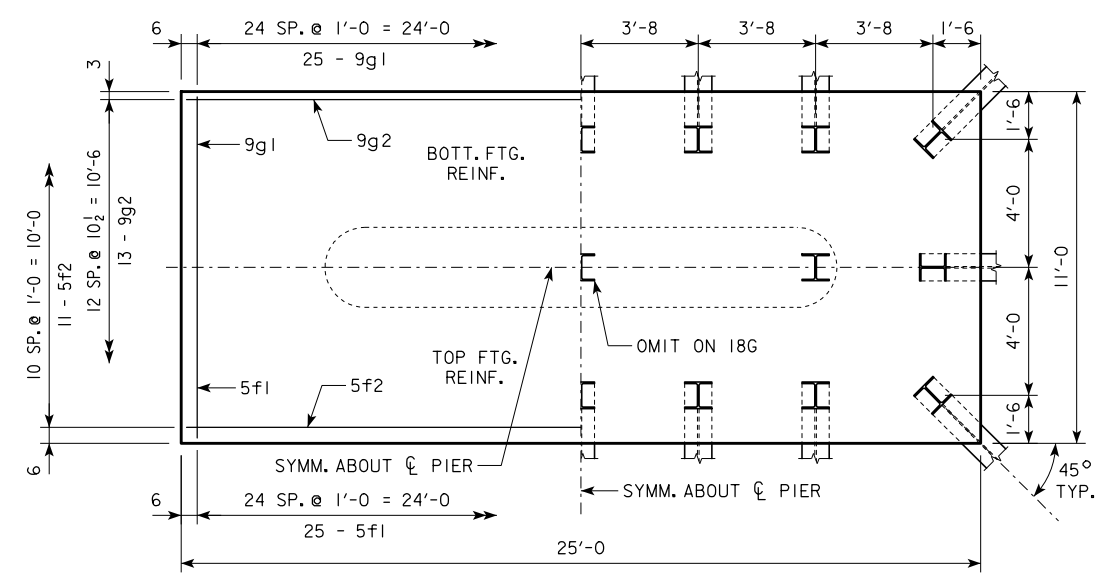 6
24 SP. @ 1'-0 = 24'-0
25 - 9g1
3'-8
3'-8
3'-8
1'-6
3
9g1
9g2
BOTT. FTG.
REINF.
1'-6
4'-0
11'-0
4'-0
1'-6
10 SP. @ 1'-0 = 10'-0
11 - 5f2
12 SP. @ 10 1/2 = 10'-6
13 - 9g2
OMIT ON 18G
TOP FTG.
REINF.
5f1
5f2
6
SYMM. ABOUT ℄ PIER
SYMM. ABOUT ℄ PIER
45°
TYP.
6
24 SP. @ 1'-0 = 24'-0
25 - 5f1
25'-0